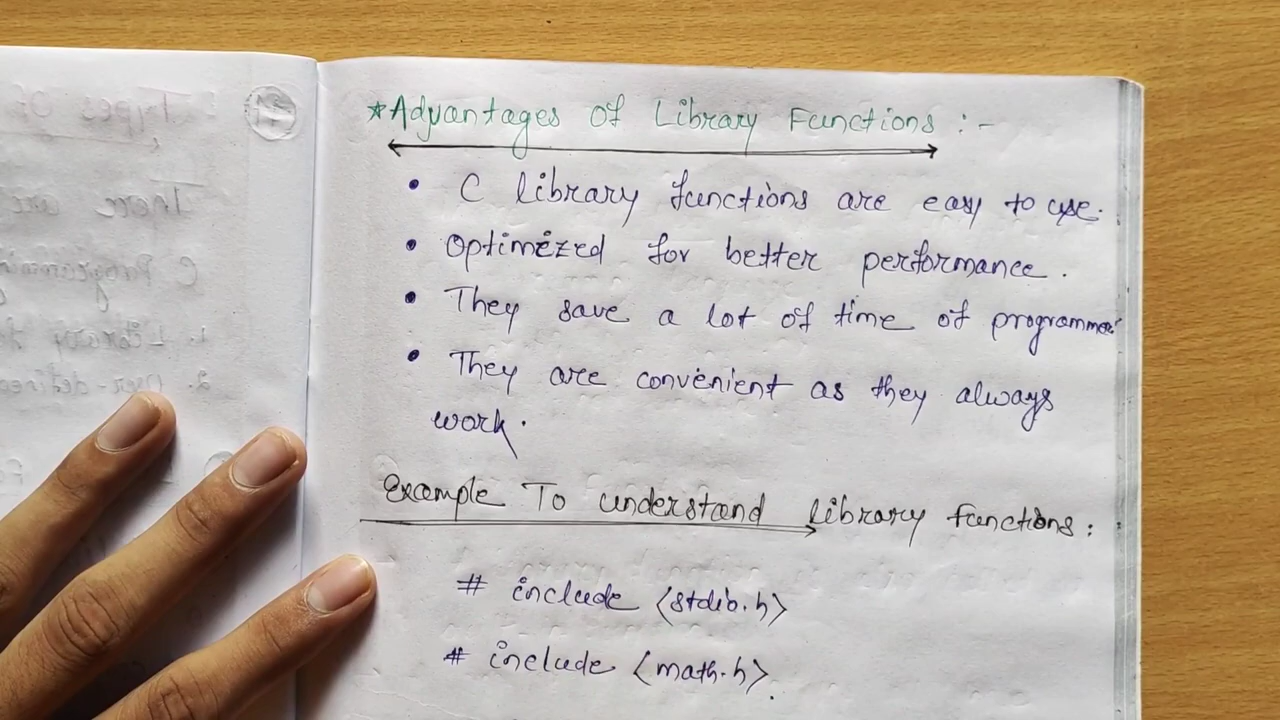 *Advantages Of Library Functions :-
• C library functions are easy to use.
• Optimized for better performance.
• They save a lot of time of programmer
• They are convenient as they always
work.
Example To understand library functions:
# include <stdio.h>
# include <math.h>.